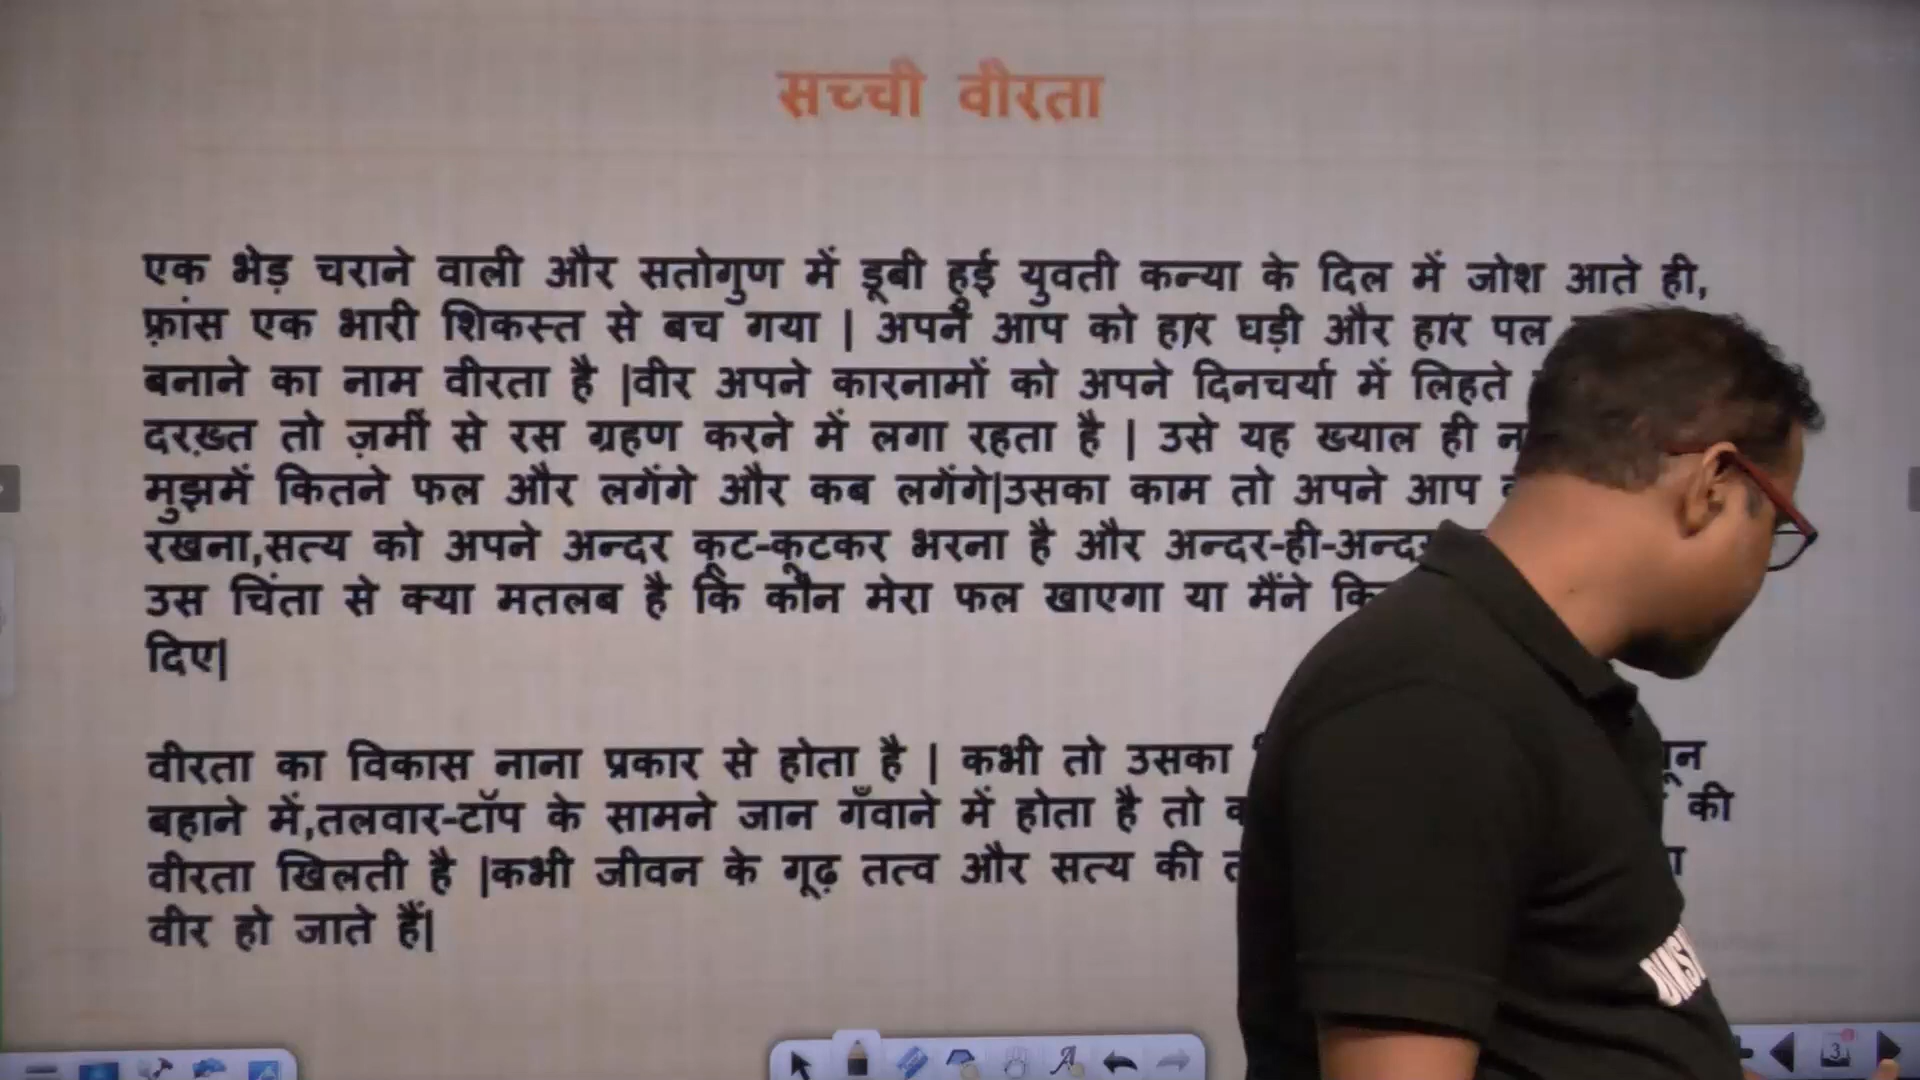 सच्ची वीरता
एक भेड़ चराने वाली और सतोगुण में डूबी हुई युवती कन्या के दिल में जोश आते ही,
फ़्रांस एक भारी शिकस्त से बच गया | अपने आप को हार घड़ी और हार पल
बनाने का नाम वीरता है |वीर अपने कारनामों को अपने दिनचर्या में लिहते
दरख़्त तो ज़मीं से रस ग्रहण करने में लगा रहता है | उसे यह ख्याल ही
मुझमें कितने फल और लगेंगे और कब लगेंगे|उसका काम तो अपने आप
रखना,सत्य को अपने अन्दर कूट-कूटकर भरना है और अन्दर-ही-अन्दर
उस चिंता से क्या मतलब है कि कौन मेरा फल खाएगा या मैंने
दिए|
वीरता का विकास नाना प्रकार से होता है | कभी तो उसका
बहाने में,तलवार-टॉप के सामने जान गँवाने में होता है तो की
वीरता खिलती है |कभी जीवन के गूढ़ तत्व और सत्य की
वीर हो जाते हैं|
3